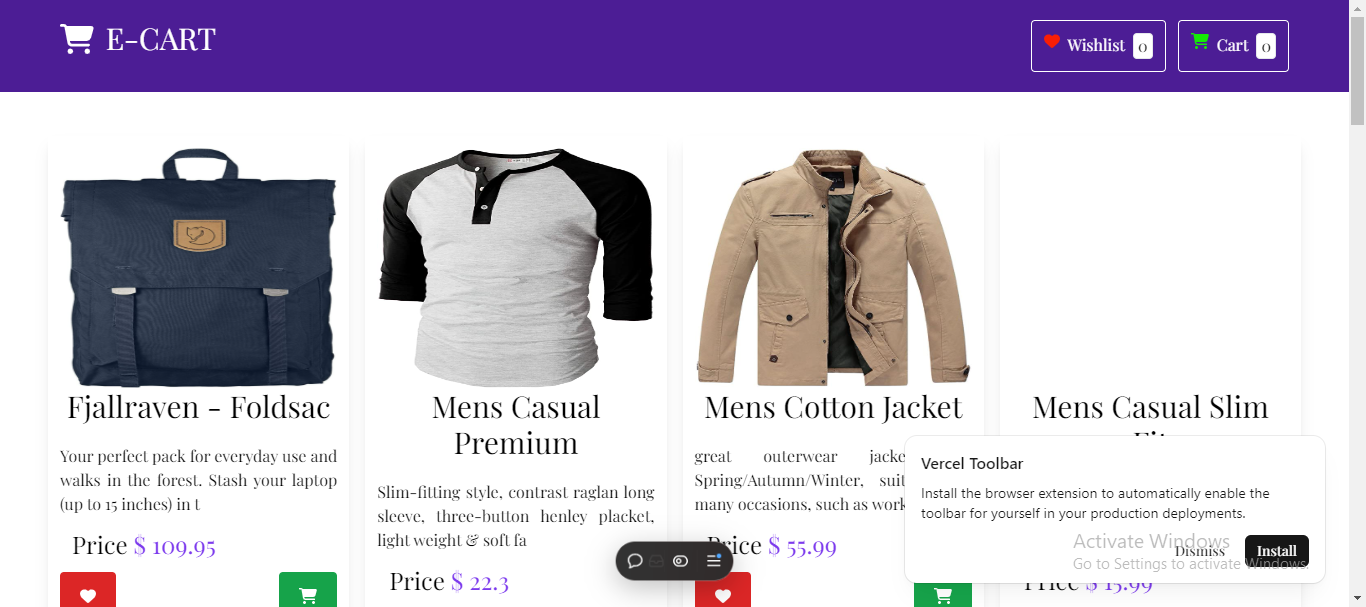 E-CART
Wishlist 0
Cart 0
Fjallraven - Foldsac
Your perfect pack for everyday use and
walks in the forest. Stash your laptop
(up to 15 inches) in t
Price $ 109.95
Mens Casual
Premium
Slim-fitting style, contrast raglan long
sleeve, three-button henley placket,
light weight & soft fa
Price $ 22.3
Mens Cotton Jacket
great outerwear
Spring/Autumn/Winter,
many occasions, such as work
Price $ 55.99
Mens Casual Slim
Price $ 15.99
Vercel Toolbar
Install the browser extension to automatically enable the
toolbar for yourself in your production deployments.
Dismiss
Install
Activate Windows
Go to Settings to activate Windows.